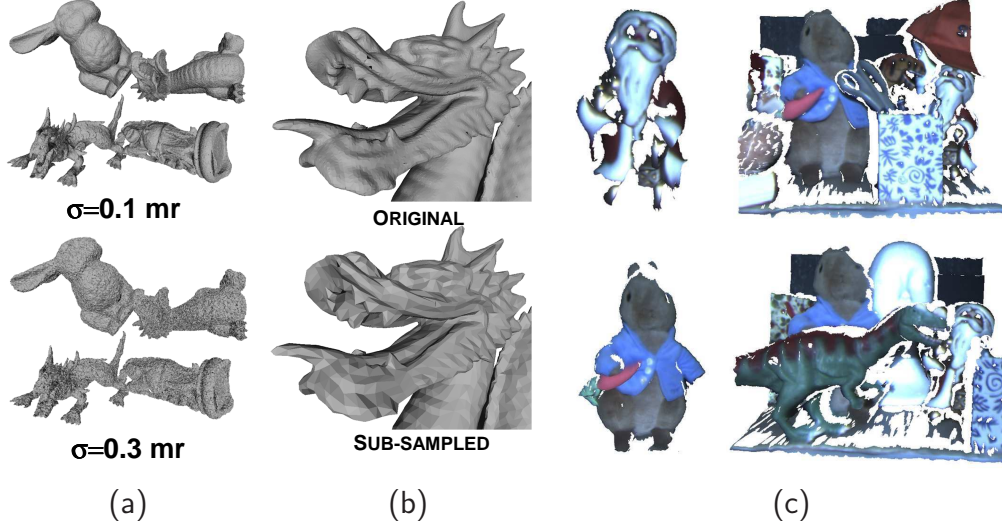 σ=0.1 mr
ORIGINAL
σ=0.3 mr
SUB-SAMPLED
(a)
(b)
(c)